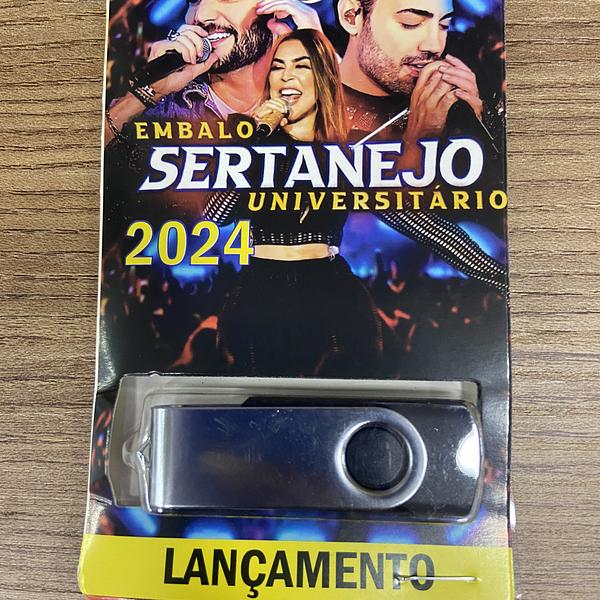 EMBALO
SERTANEJO
UNIVERSITÁRIO
2024
LANÇAMENTO